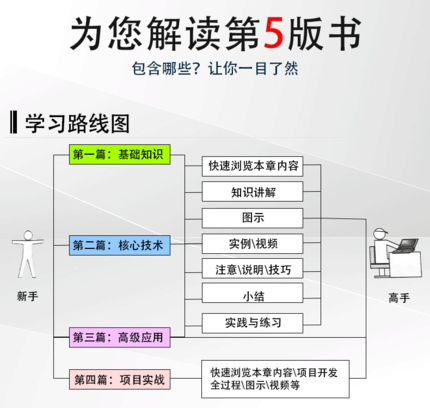 为您解读第5版书
包含哪些？让你一目了然
学习路线图
第一篇：基础知识
快速浏览本章内容
知识讲解
图示
第二篇：核心技术
实例\视频
注意\说明\技巧
新手
高手
小结
实践与练习
第三篇：高级应用
第四篇：项目实战
快速浏览本章内容\项目开发
全过程\图示\视频等